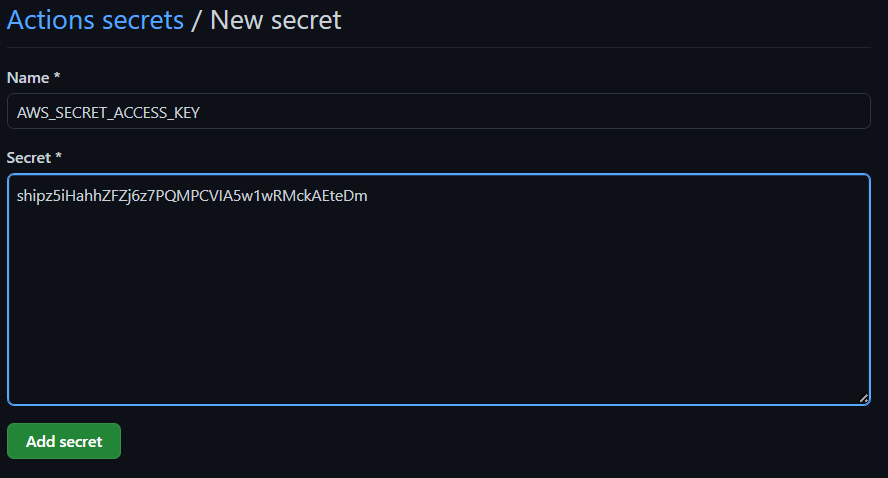 Actions secrets / New secret
Name *
AWS_SECRET_ACCESS_KEY
Secret *
shipz5iHahhZFZj6z7PQMPCVIA5w1wRMckAEteDm
Add secret